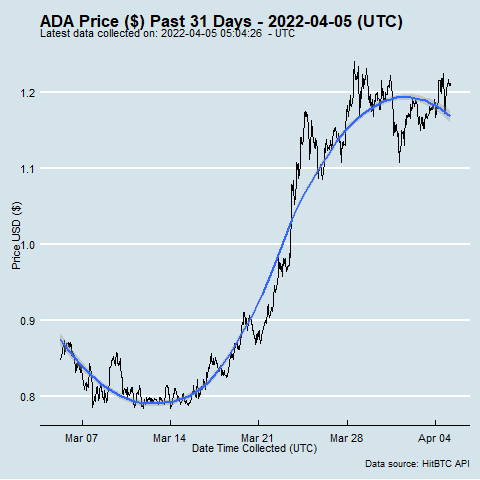 ADA Price ($) Past 31 Days - 2022-04-05 (UTC)
Latest data collected on: 2022-04-05 05:04:26 - UTC
Price USD ($)
1.2
1.1
1.0
0.9
0.8
Mar 07 Mar 14 Mar 21 Mar 28 Apr 04
Date Time Collected (UTC)
Data source: HitBTC API